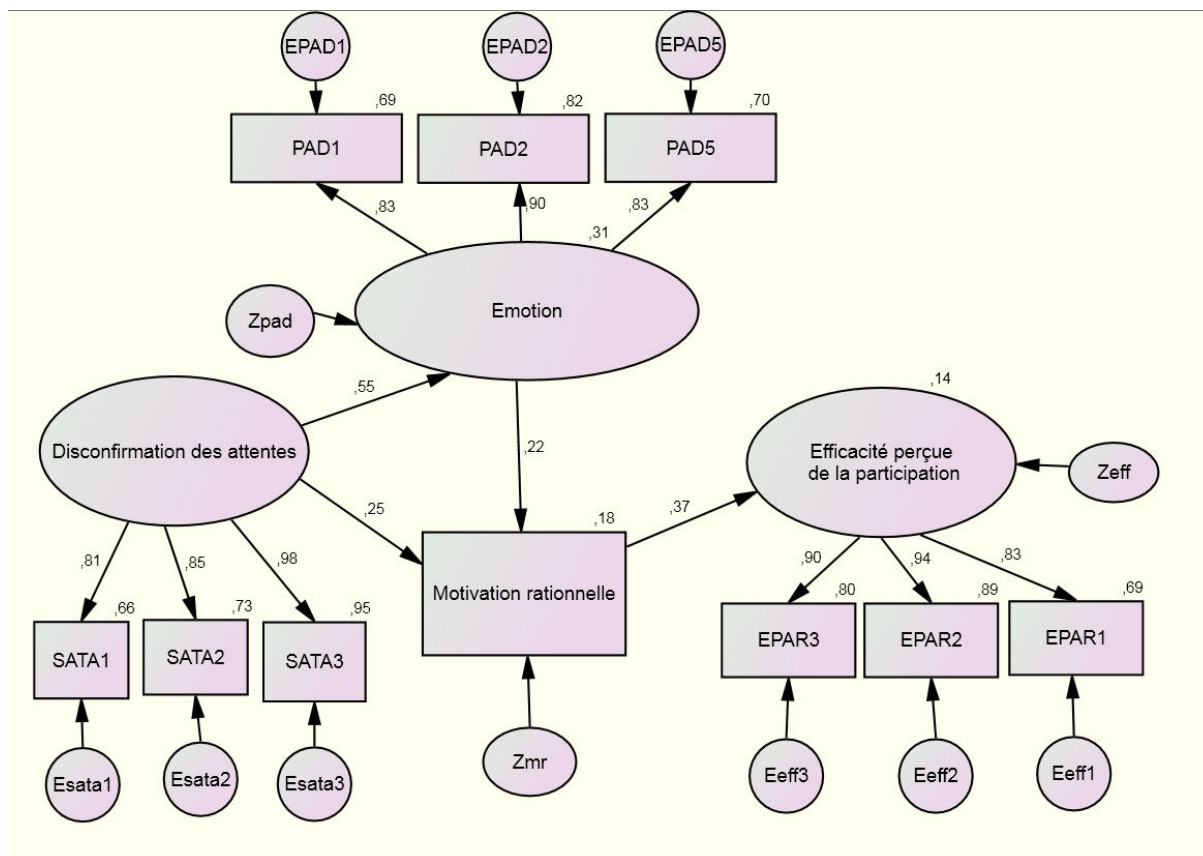 EPAD1
EPAD2
EPAD5
,69
,82
,70
PAD1
PAD2
PAD5
,83
,90
,83
,31
Emotion
Zpad
,55
,14
Disconfirmation des attentes
,22
Efficacité perçue
de la participation
Zeff
,25
,18
,37
,81
,85
,98
Motivation rationnelle
,90
,94
,83
,66
,73
,95
,80
,89
,69
SATA1
SATA2
SATA3
EPAR3
EPAR2
EPAR1
Esata1
Esata2
Esata3
Zmr
Eeff3
Eeff2
Eeff1